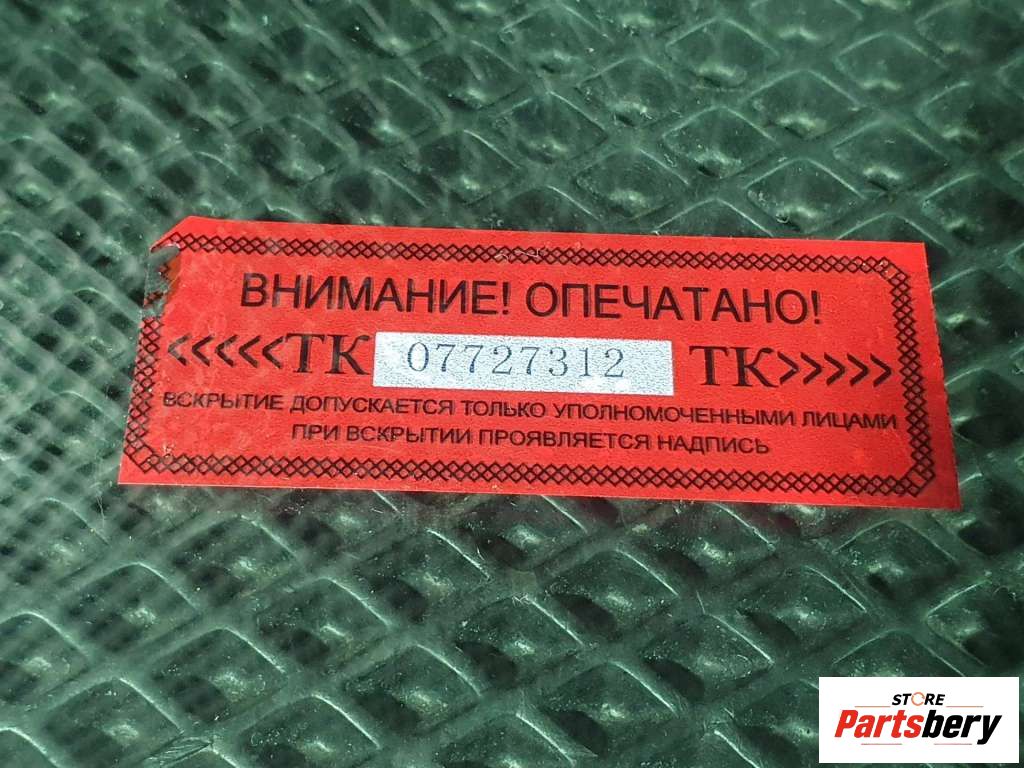 ВНИМАНИЕ! ОПЕЧАТАНО!
<<<<<ТК 07727312 ТК>>>>>
ВСКРЫТИЕ ДОПУСКАЕТСЯ ТОЛЬКО УПОЛНОМОЧЕННЫМИ ЛИЦАМИ
ПРИ ВСКРЫТИИ ПРОЯВЛЯЕТСЯ НАДПИСЬ
STORE
Partsbery